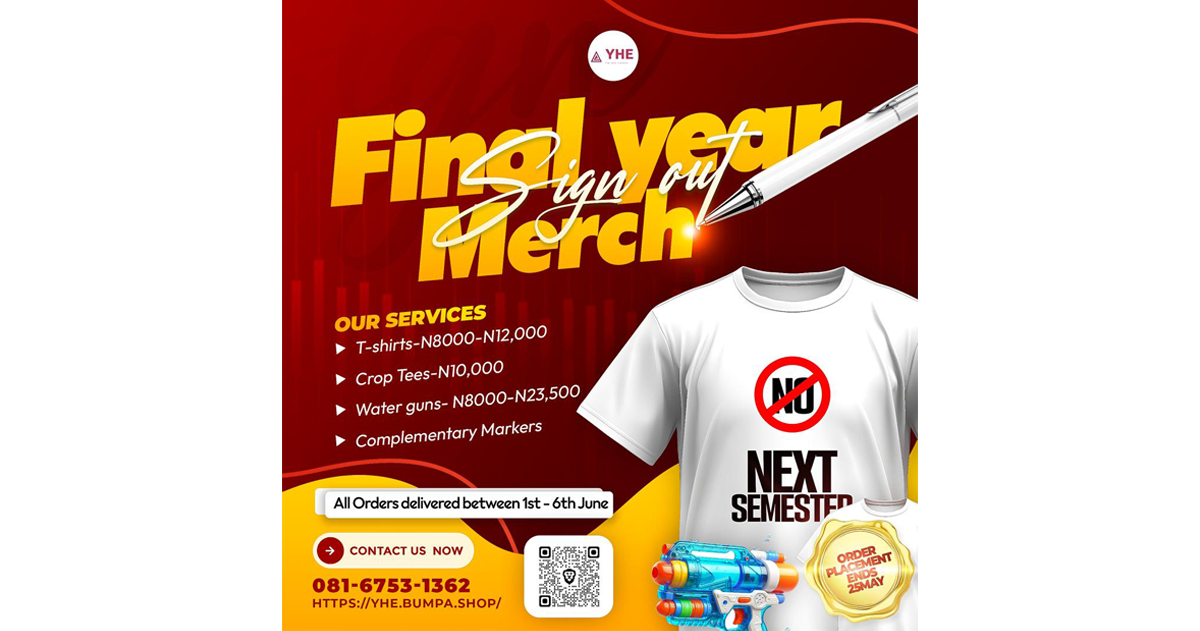 YHE
Final year
Sign out
Merch
OUR SERVICES
T-shirts-N8000-N12,000
Crop Tees-N10,000
Water guns- N8000-N23,500
Complementary Markers
NO
NEXT
SEMESTER
All Orders delivered between 1st - 6th June
CONTACT US NOW
081-6753-1362
HTTPS://YHE.BUMPA.SHOP/
ORDER
PLACEMENT
ENDS
25MAY